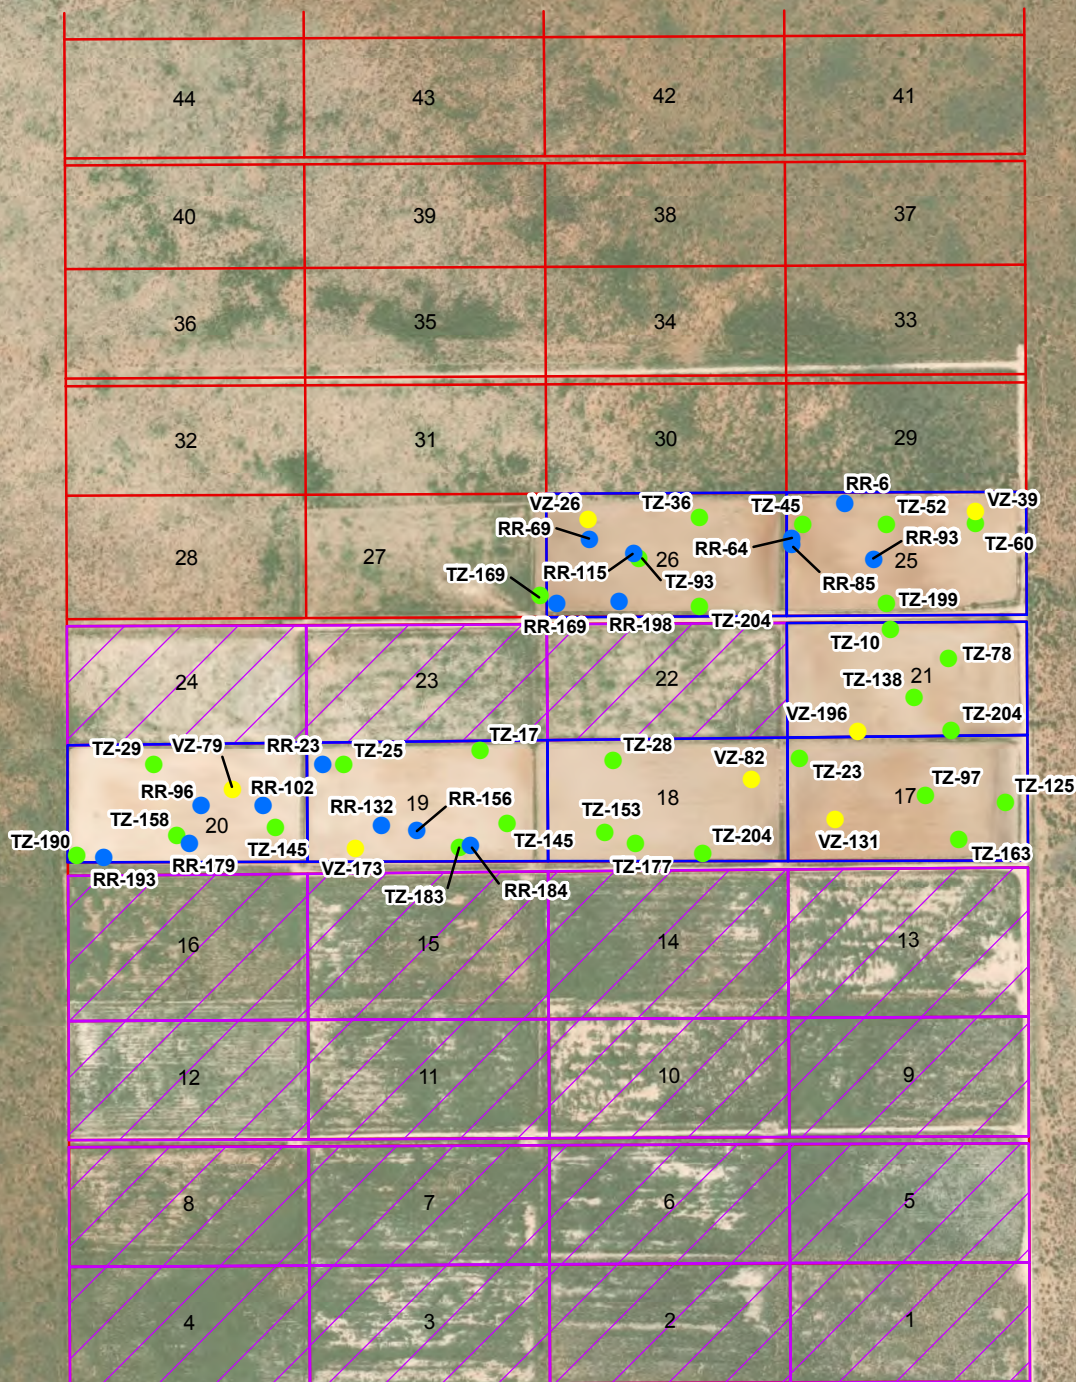 44 43 42 41
40 39 38 37
36 35 34 33
32 31 30 29
RR-6
VZ-26 TZ-36 TZ-45 TZ-52 VZ-39
RR-69 RR-64 RR-93 TZ-60
28 27 26 25
TZ-169 RR-115 TZ-93 RR-85
RR-169 RR-198 TZ-204 TZ-199
TZ-10
TZ-78
24 23 22 TZ-138 21
VZ-196 TZ-204
TZ-29 VZ-79 RR-23 TZ-25 TZ-17 TZ-28 VZ-82 TZ-23
RR-96 RR-102 RR-132 19 RR-156 18 17 TZ-97 TZ-125
TZ-158 20 TZ-153 VZ-131
TZ-190 RR-179 TZ-145 TZ-145 TZ-204 TZ-163
RR-193 VZ-173 TZ-183 RR-184 TZ-177
16 15 14 13
12 11 10 9
8 7 6 5
4 3 2 1